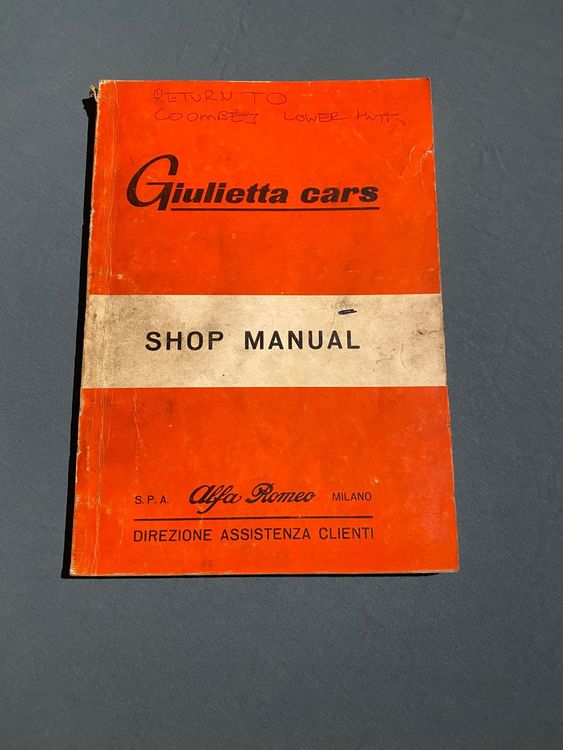 RETURN TO
COOMBES LOWER HUTT
Giulietta cars
SHOP MANUAL
S.P.A. Alfa Romeo MILANO
DIREZIONE ASSISTENZA CLIENTI